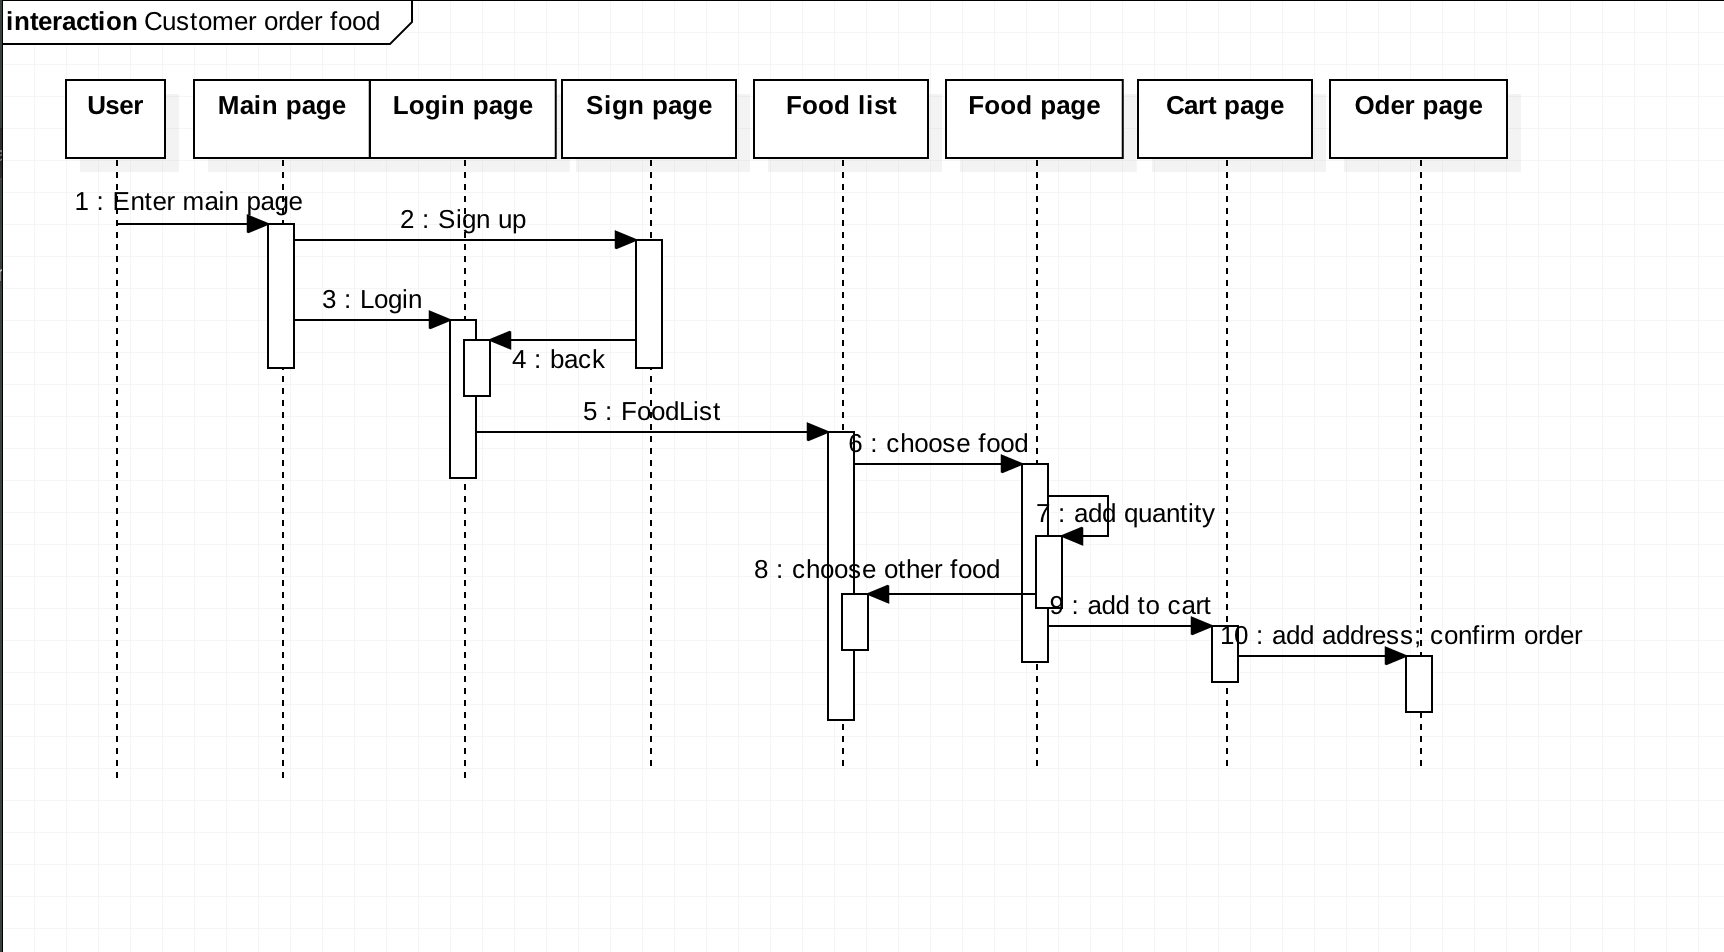 interaction Customer order food
User
Main page
Login page
Sign page
Food list
Food page
Cart page
Oder page
1 : Enter main page
2 : Sign up
3 : Login
4 : back
5 : FoodList
6 : choose food
7 : add quantity
8 : choose other food
9 : add to cart
10 : add address; confirm order